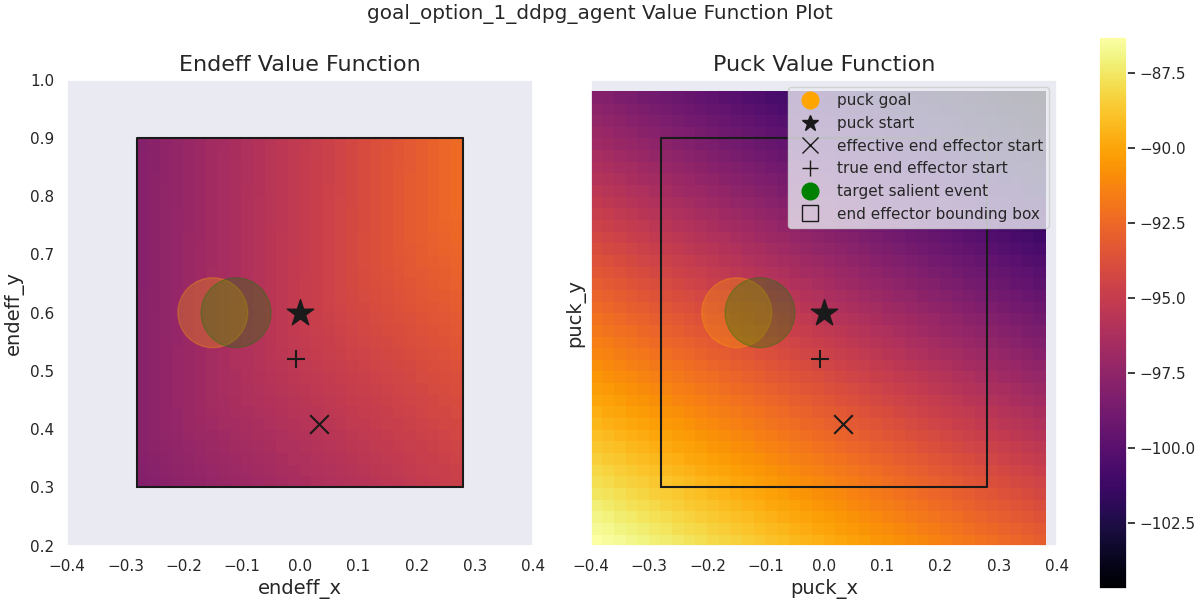 goal_option_1_ddpg_agent Value Function Plot
Endeff Value Function
1.0
0.9
0.8
0.7
0.6
0.5
0.4
0.3
0.2
endeff_y
−0.4 −0.3 −0.2 −0.1 0.0 0.1 0.2 0.3 0.4
endeff_x
Puck Value Function
puck goal
puck start
effective end effector start
true end effector start
target salient event
end effector bounding box
puck_y
−0.4 −0.3 −0.2 −0.1 0.0 0.1 0.2 0.3 0.4
puck_x
−87.5
−90.0
−92.5
−95.0
−97.5
−100.0
−102.5